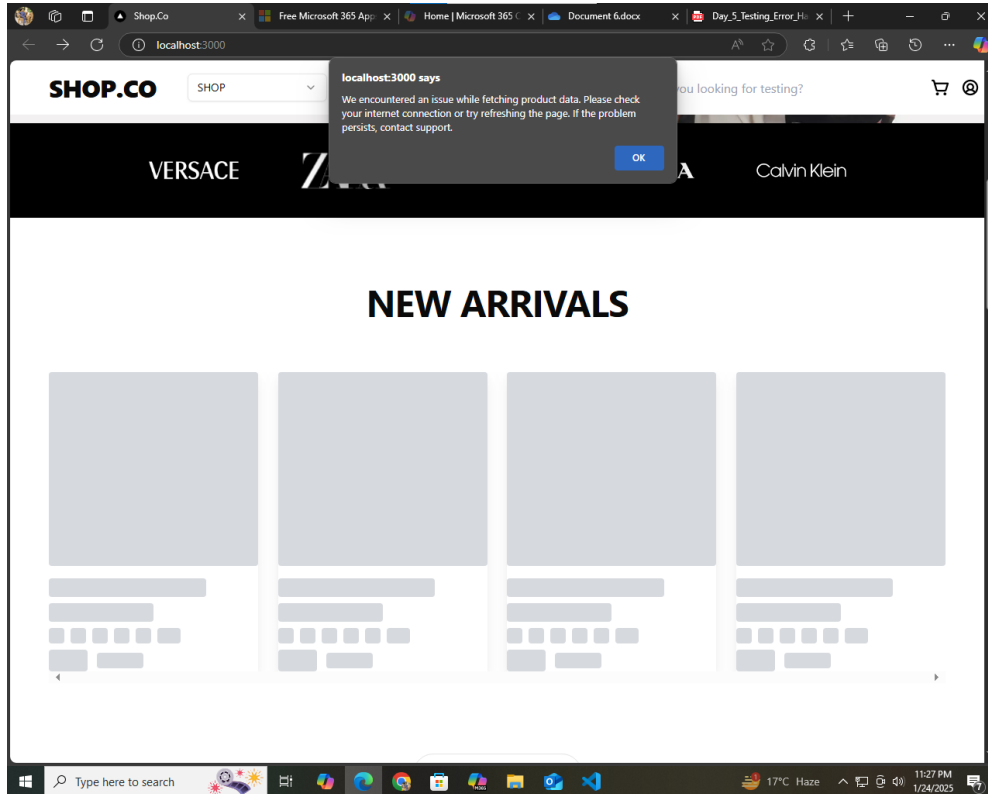 Shop.Co
Free Microsoft 365 App
Home | Microsoft 365 C
Document 6.docx
Day_5_Testing_Error_Ha
localhost:3000
SHOP.CO
SHOP
you looking for testing?
localhost:3000 says
We encountered an issue while fetching product data. Please check
your internet connection or try refreshing the page. If the problem
persists, contact support.
OK
VERSACE
Calvin Klein
NEW ARRIVALS
Type here to search
17°C Haze
11:27 PM
1/24/2025